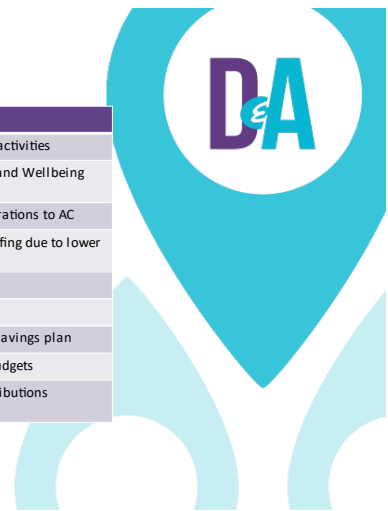 D&A
activities
and Wellbeing
rations to AC
fing due to lower
avings plan
dgets
ibutions